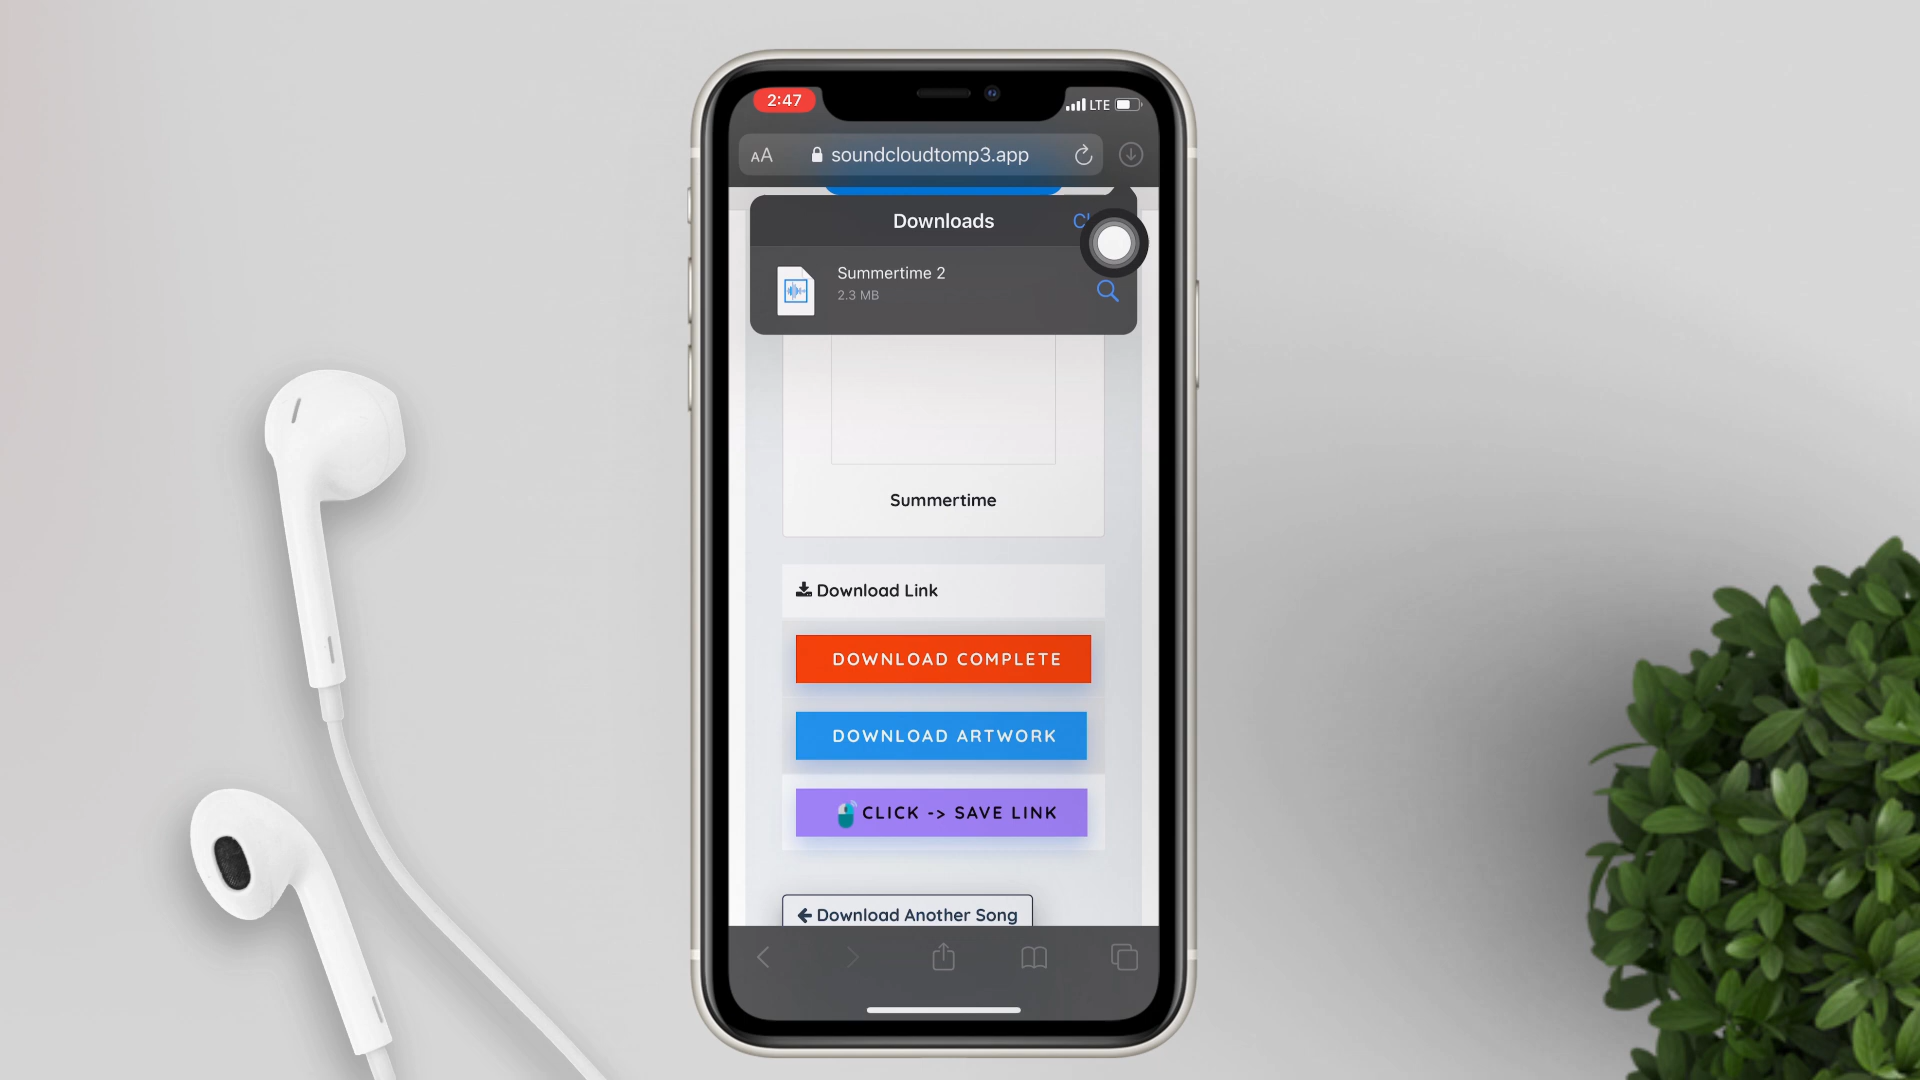 2:47
LTE
AA soundcloudtomp3.app
Downloads
Summertime 2
2.3 MB
Summertime
Download Link
DOWNLOAD COMPLETE
DOWNLOAD ARTWORK
CLICK -> SAVE LINK
Download Another Song